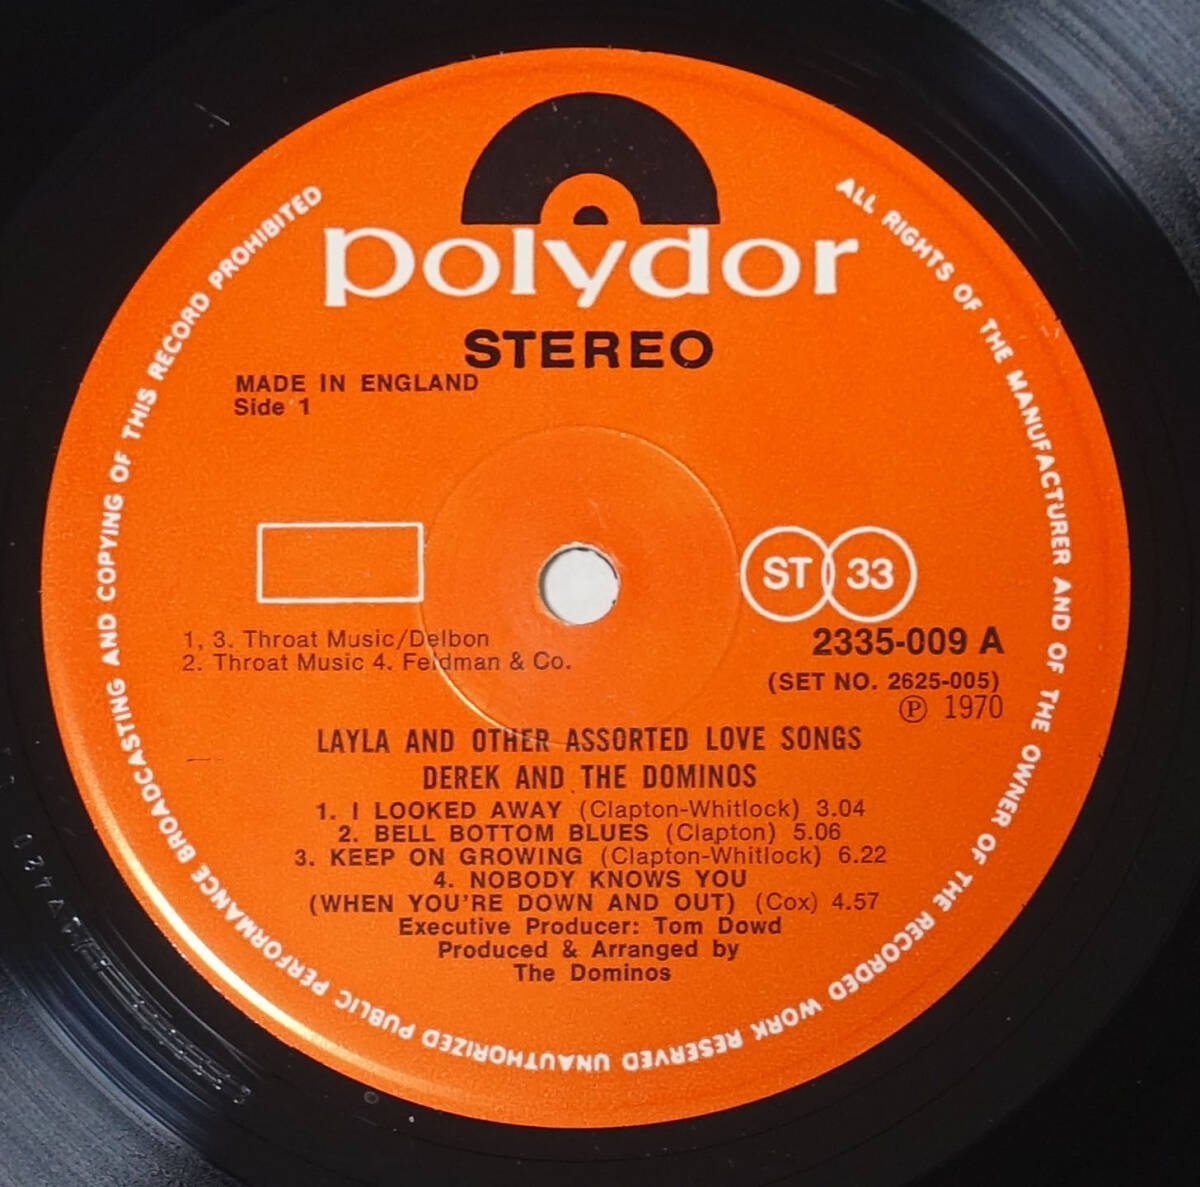 polydor
STEREO
MADE IN ENGLAND
Side 1
ST 33
1, 3. Throat Music/Delbon
2. Throat Music 4. Feldman & Co.
2335-009 A
(SET NO. 2625-005)
℗ 1970
LAYLA AND OTHER ASSORTED LOVE SONGS
DEREK AND THE DOMINOS
1. I LOOKED AWAY (Clapton-Whitlock) 3.04
2. BELL BOTTOM BLUES (Clapton) 5.06
3. KEEP ON GROWING (Clapton-Whitlock) 6.22
4. NOBODY KNOWS YOU
(WHEN YOU'RE DOWN AND OUT) (Cox) 4.57
Executive Producer: Tom Dowd
Produced & Arranged by
The Dominos
ALL RIGHTS OF THE MANUFACTURER AND OF THE OWNER OF THE RECORDED WORK RESERVED UNAUTHORIZED PUBLIC PERFORMANCE BROADCASTING AND COPYING OF THIS RECORD PROHIBITED